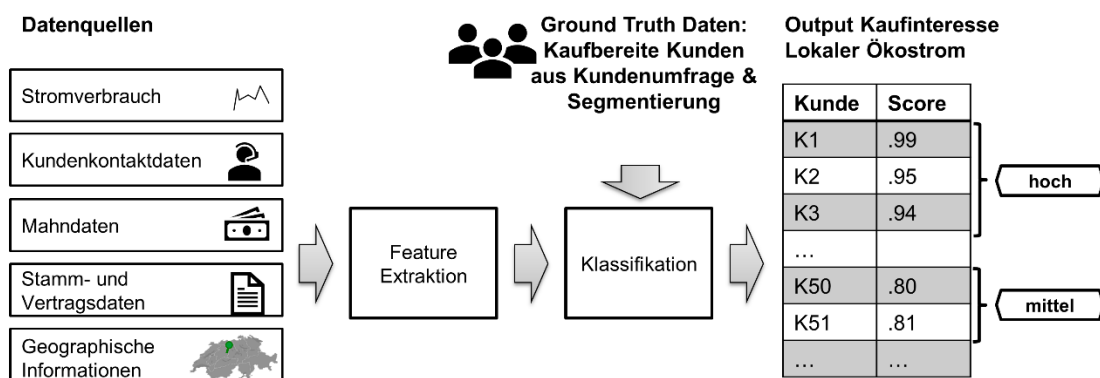 Datenquellen
Stromverbrauch
Kundenkontaktdaten
Mahndaten
Stamm- und
Vertragsdaten
Geographische
Informationen
Feature
Extraktion
Ground Truth Daten:
Kaufbereite Kunden
aus Kundenumfrage &
Segmentierung
Klassifikation
Output Kaufinteresse
Lokaler Ökostrom
Kunde Score
K1 .99
K2 .95
K3 .94
…
K50 .80
K51 .81
… …
hoch
mittel